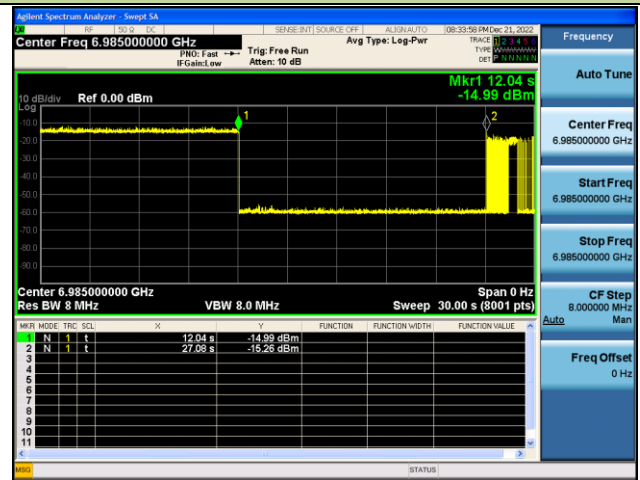 Agilent Spectrum Analyzer - Swept SA
RF 50 Ω DC SENSE:INT SOURCE OFF ALIGN AUTO 08:33:58 PM Dec 21, 2022
Center Freq 6.985000000 GHz Avg Type: Log-Pwr TRACE 1 2 3 4 5 6
PNO: Fast Trig: Free Run TYPE
IFGain:Low Atten: 10 dB DET P N N N N N
Mkr1 12.04 s
10 dB/div Ref 0.00 dBm -14.99 dBm
Log
-10.0
1
2
-20.0
-30.0
-40.0
-50.0
-60.0
-70.0
-80.0
-90.0
Center 6.985000000 GHz Span 0 Hz
Res BW 8 MHz VBW 8.0 MHz Sweep 30.00 s (8001 pts)
MKR MODE TRC SCL X Y FUNCTION FUNCTION WIDTH FUNCTION VALUE
1 N 1 t 12.04 s -14.99 dBm
2 N 1 t 27.08 s -15.26 dBm
3
4
5
6
7
8
9
10
11
MSG STATUS
Frequency
Auto Tune
Center Freq
6.985000000 GHz
Start Freq
6.985000000 GHz
Stop Freq
6.985000000 GHz
CF Step
8.000000 MHz
Auto Man
Freq Offset
0 Hz